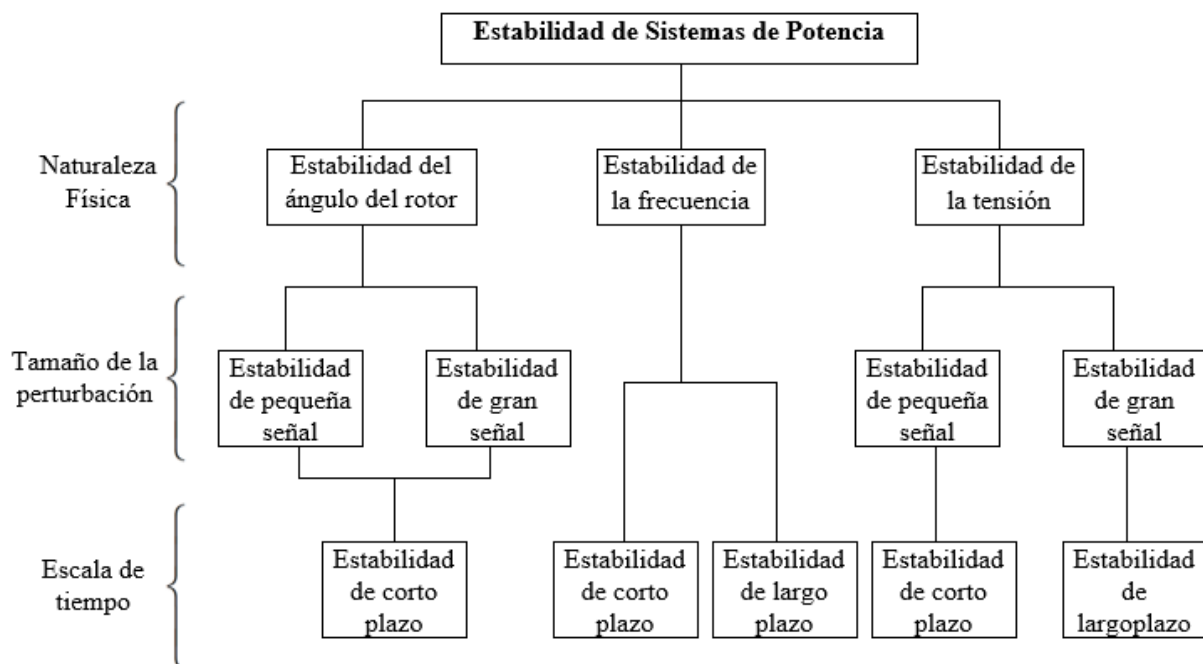 Estabilidad de Sistemas de Potencia
Naturaleza
Física
Estabilidad del
ángulo del rotor
Estabilidad de
la frecuencia
Estabilidad de
la tensión
Tamaño de la
perturbación
Estabilidad
de pequeña
señal
Estabilidad
de gran
señal
Estabilidad
de pequeña
señal
Estabilidad
de gran
señal
Escala de
tiempo
Estabilidad
de corto
plazo
Estabilidad
de corto
plazo
Estabilidad
de largo
plazo
Estabilidad
de corto
plazo
Estabilidad
de
largoplazo